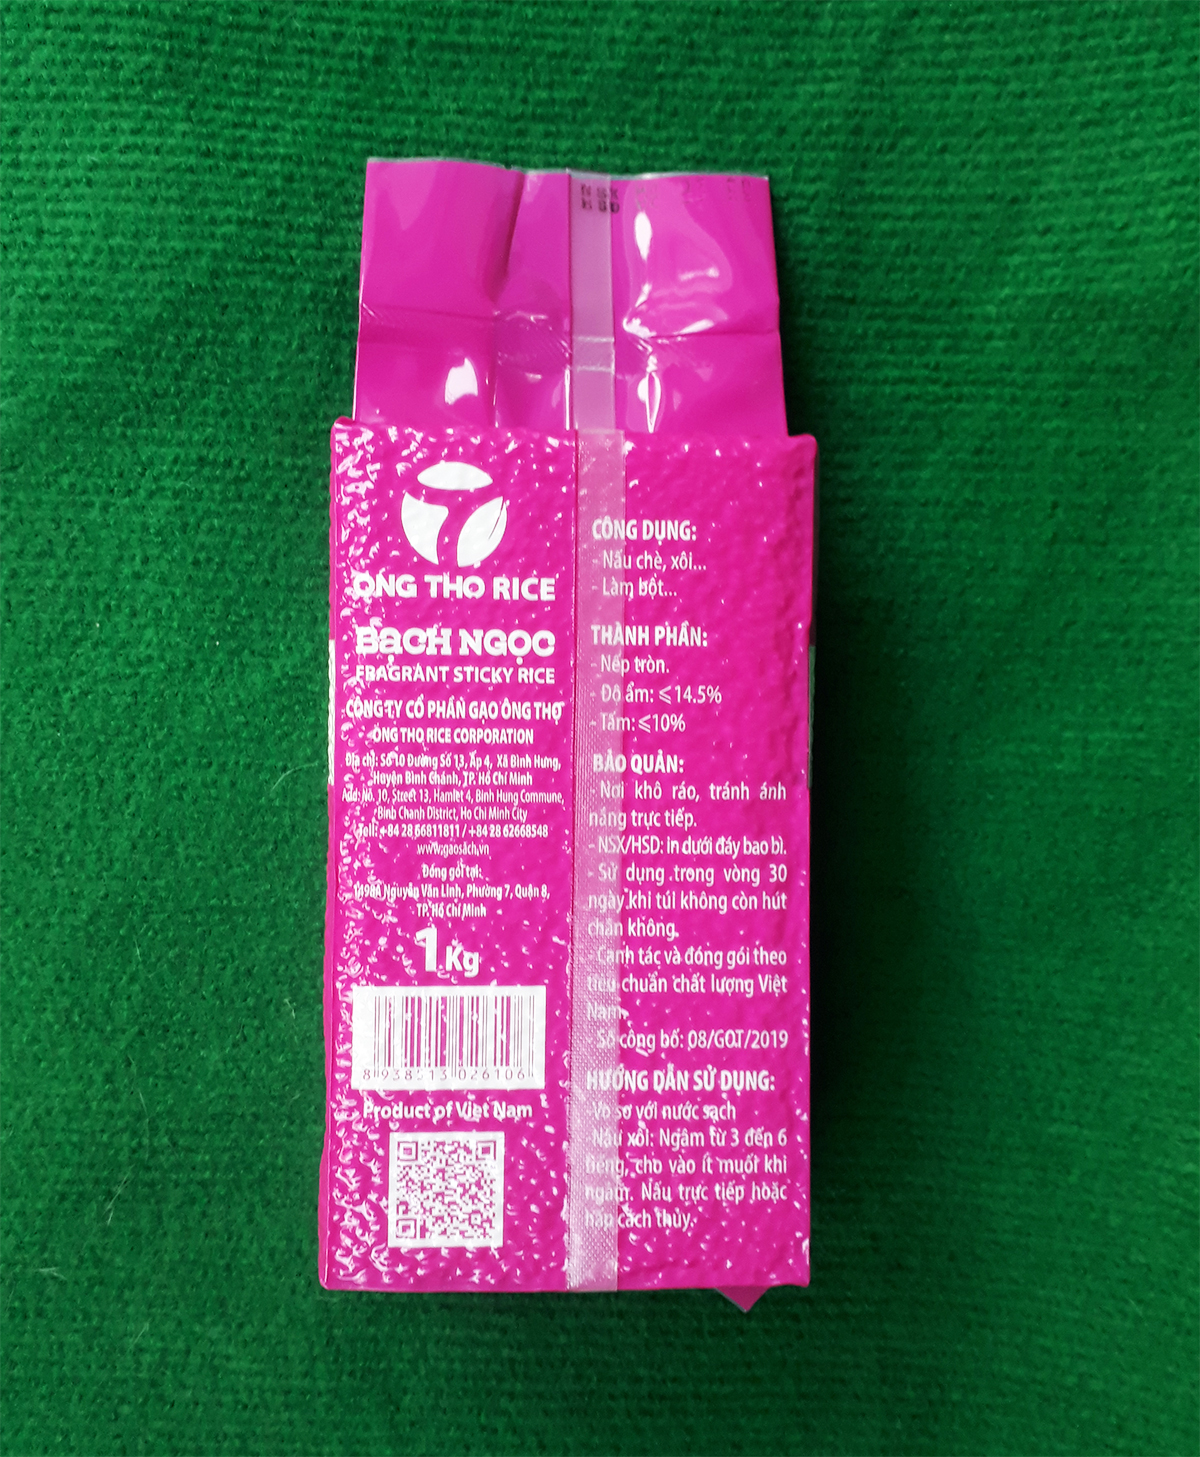 ÔNG THỌ RICE
BẠCH NGỌC
FRAGRANT STICKY RICE
CÔNG TY CỔ PHẦN GẠO ÔNG THỌ
ÔNG THỌ RICE CORPORATION
Địa chỉ: Số 10 Đường Số 13, Ấp 4, Xã Bình Hưng,
Huyện Bình Chánh, TP. Hồ Chí Minh
Add: No. 10, Street 13, Hamlet 4, Binh Hung Commune,
Binh Chanh District, Ho Chi Minh City
Tell: +84 28 66811811 / +84 28 62668548
www.gaosach.vn
Đóng gói tại:
1498A Nguyễn Văn Linh, Phường 7, Quận 8,
TP. Hồ Chí Minh
1Kg
8 938513 026106
Product of Viet Nam
CÔNG DỤNG:
- Nấu chè, xôi...
- Làm bột...
THÀNH PHẦN:
- Nếp tròn.
- Độ ẩm: ⩽14.5%
- Tấm: ⩽10%
BẢO QUẢN:
- Nơi khô ráo, tránh ánh
nắng trực tiếp.
- NSX/HSD: In dưới đáy bao bì.
- Sử dụng trong vòng 30
ngày khi túi không còn hút
chân không.
- Canh tác và đóng gói theo
tiêu chuẩn chất lượng Việt
Nam.
- Số công bố: 08/GOT/2019
HƯỚNG DẪN SỬ DỤNG:
- Vo sơ với nước sạch
- Nấu xôi: Ngâm từ 3 đến 6
tiếng, cho vào ít muối khi
ngâm. Nấu trực tiếp hoặc
hấp cách thủy.